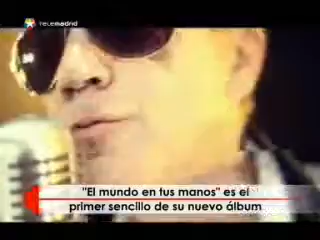 telemadrid
"El mundo en tus manos" es el
primer sencillo de su nuevo álbum